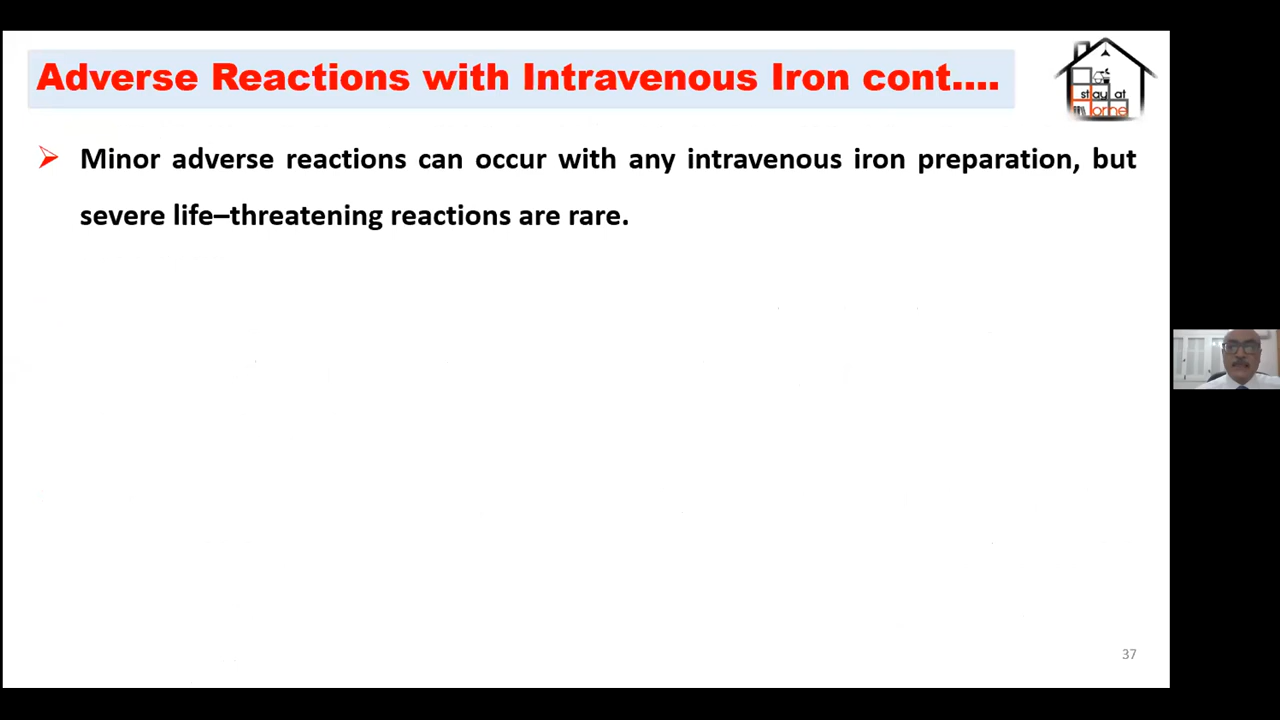 Adverse Reactions with Intravenous Iron cont....
stay at
Home
➢ Minor adverse reactions can occur with any intravenous iron preparation, but
severe life–threatening reactions are rare.
37